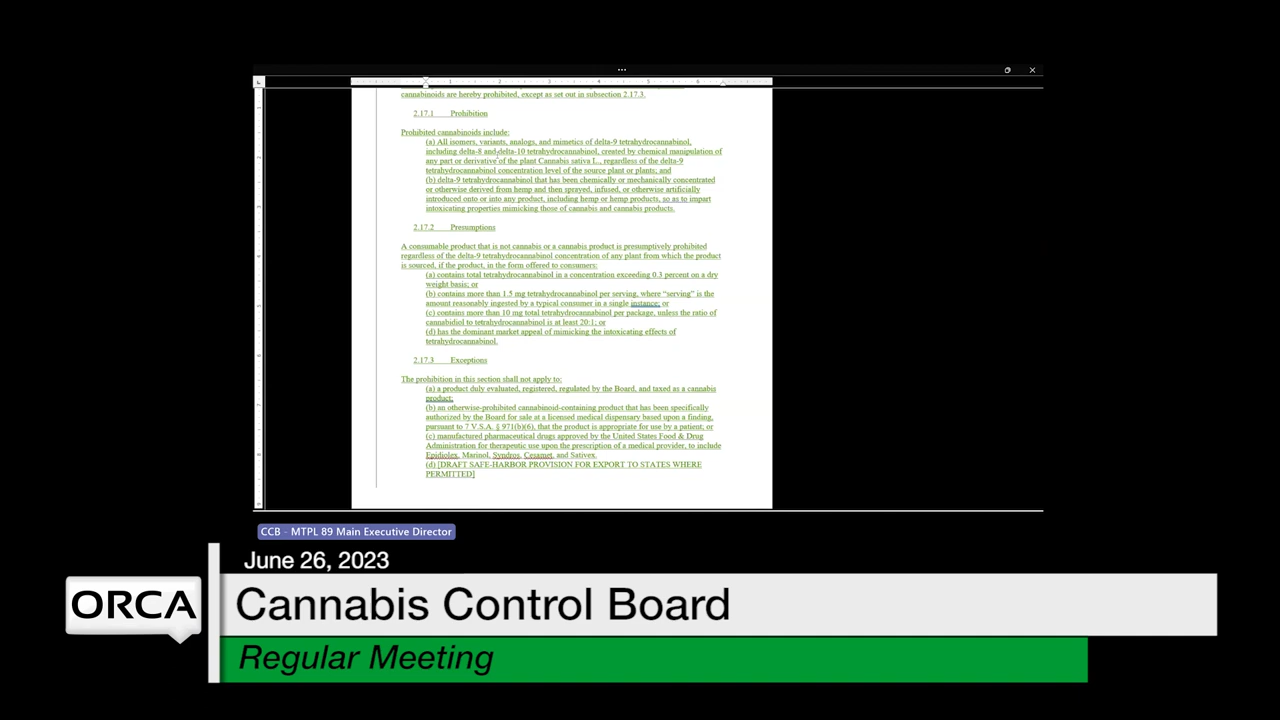 cannabinoids are hereby prohibited, except as set out in subsection 2.17.3.
2.17.1 Prohibition
Prohibited cannabinoids include:
(a) All isomers, variants, analogs, and mimetics of delta-9 tetrahydrocannabinol,
including delta-8 and delta-10 tetrahydrocannabinol, created by chemical manipulation of
any part or derivative of the plant Cannabis sativa L., regardless of the delta-9
tetrahydrocannabinol concentration level of the source plant or plants; and
(b) delta-9 tetrahydrocannabinol that has been chemically or mechanically concentrated
or otherwise derived from hemp and then sprayed, infused, or otherwise artificially
introduced onto or into any product, including hemp or hemp products, so as to impart
intoxicating properties mimicking those of cannabis and cannabis products.
2.17.2 Presumptions
A consumable product that is not cannabis or a cannabis product is presumptively prohibited
regardless of the delta-9 tetrahydrocannabinol concentration of any plant from which the product
is sourced, if the product, in the form offered to consumers:
(a) contains total tetrahydrocannabinol in a concentration exceeding 0.3 percent on a dry
weight basis; or
(b) contains more than 1.5 mg tetrahydrocannabinol per serving, where “serving” is the
amount reasonably ingested by a typical consumer in a single instance; or
(c) contains more than 10 mg total tetrahydrocannabinol per package, unless the ratio of
cannabidiol to tetrahydrocannabinol is at least 20:1; or
(d) has the dominant market appeal of mimicking the intoxicating effects of
tetrahydrocannabinol.
2.17.3 Exceptions
The prohibition in this section shall not apply to:
(a) a product duly evaluated, registered, regulated by the Board, and taxed as a cannabis
product;
(b) an otherwise-prohibited cannabinoid-containing product that has been specifically
authorized by the Board for sale at a licensed medical dispensary based upon a finding,
pursuant to 7 V.S.A. § 971(b)(6), that the product is appropriate for use by a patient; or
(c) manufactured pharmaceutical drugs approved by the United States Food & Drug
Administration for therapeutic use upon the prescription of a medical provider, to include
Epidiolex, Marinol, Syndros, Cesamet, and Sativex.
(d) [DRAFT SAFE-HARBOR PROVISION FOR EXPORT TO STATES WHERE
PERMITTED]
CCB - MTPL 89 Main Executive Director
June 26, 2023
ORCA
Cannabis Control Board
Regular Meeting